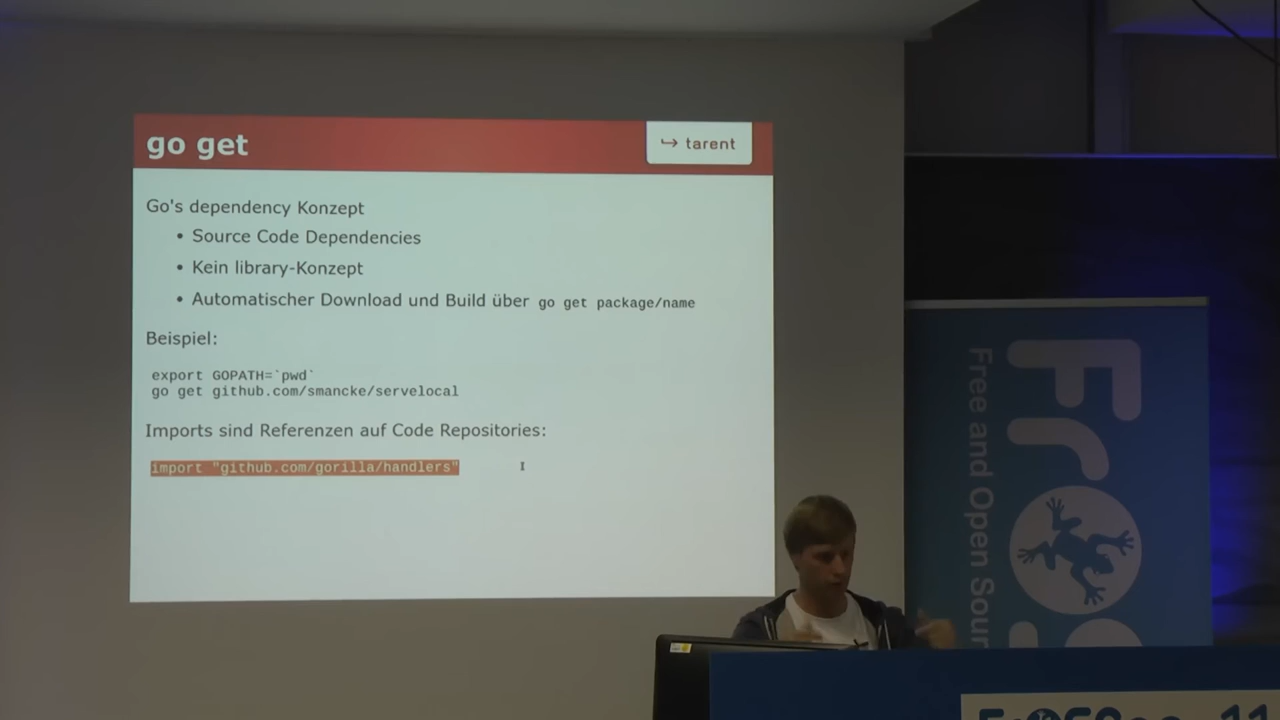 go get
↪ tarent
Go's dependency Konzept
• Source Code Dependencies
• Kein library-Konzept
• Automatischer Download und Build über go get package/name
Beispiel:
export GOPATH=`pwd`
go get github.com/smancke/servelocal
Imports sind Referenzen auf Code Repositories:
import "github.com/gorilla/handlers"
Free and Open Sour